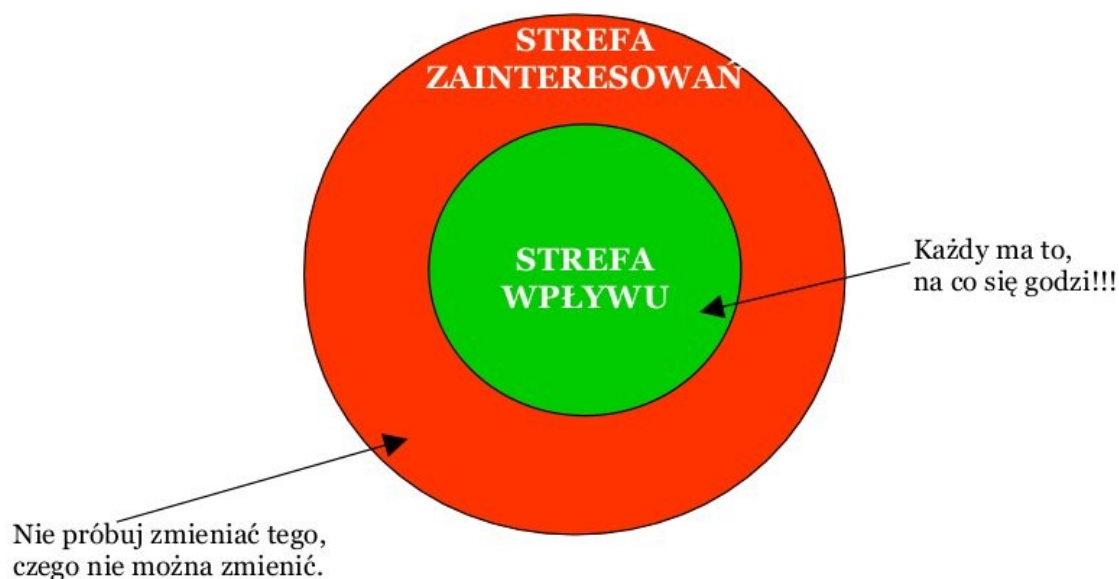 STREFA
ZAINTERESOWAŃ
STREFA
WPŁYWU
Każdy ma to,
na co się godzi!!!
Nie próbuj zmieniać tego,
czego nie można zmienić.